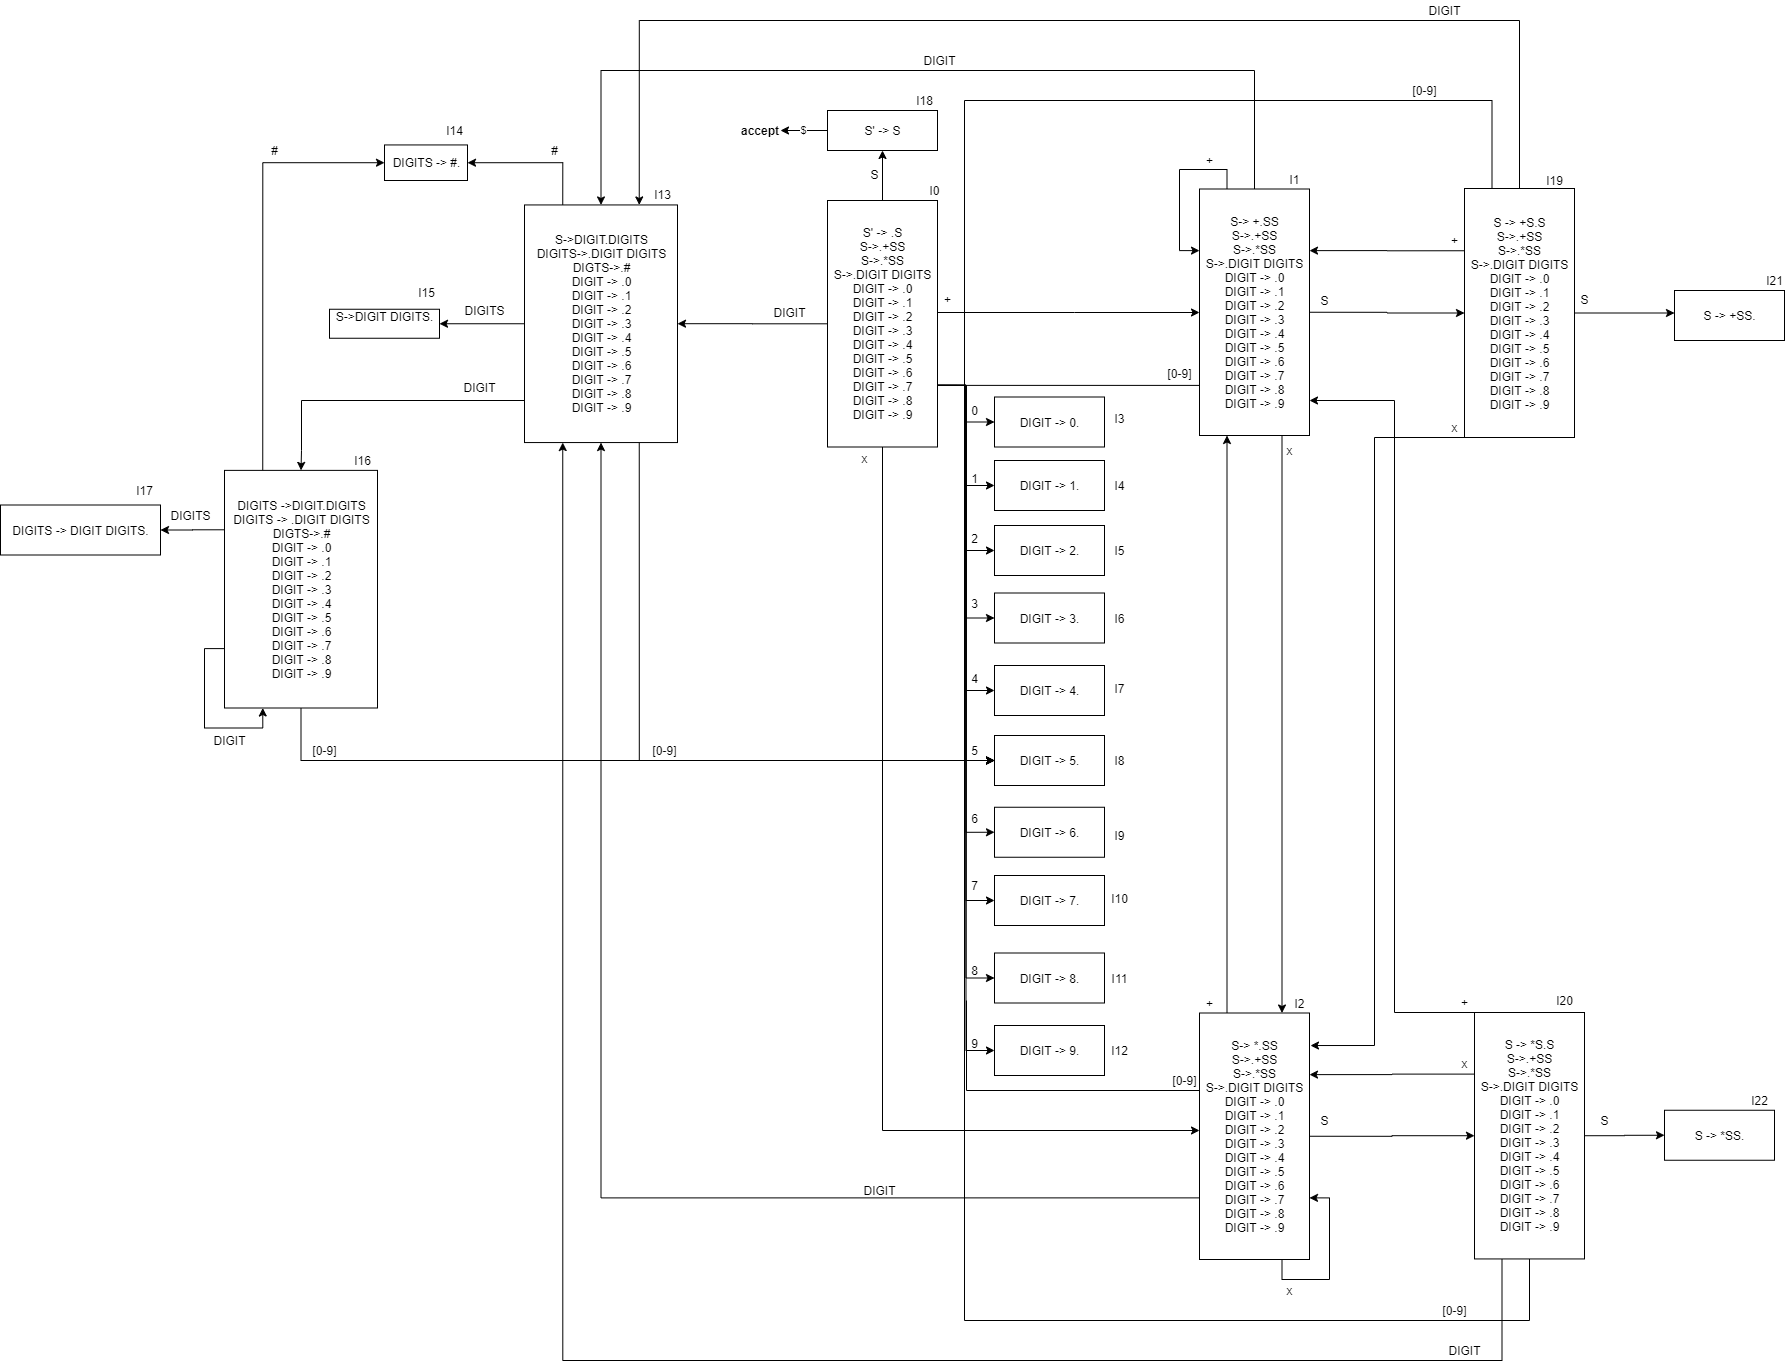 DIGIT
DIGIT
[0-9]
I18
S' -> S
$
accept
S
I14
DIGITS -> #.
#
#
I13
S->DIGIT.DIGITS
DIGITS->.DIGIT DIGITS
DIGTS->.#
DIGIT -> .0
DIGIT -> .1
DIGIT -> .2
DIGIT -> .3
DIGIT -> .4
DIGIT -> .5
DIGIT -> .6
DIGIT -> .7
DIGIT -> .8
DIGIT -> .9
I0
S' -> .S
S->.+SS
S->.*SS
S->.DIGIT DIGITS
DIGIT -> .0
DIGIT -> .1
DIGIT -> .2
DIGIT -> .3
DIGIT -> .4
DIGIT -> .5
DIGIT -> .6
DIGIT -> .7
DIGIT -> .8
DIGIT -> .9
+
DIGIT
x
[0-9]
+
I1
S-> +.SS
S->.+SS
S->.*SS
S->.DIGIT DIGITS
DIGIT -> .0
DIGIT -> .1
DIGIT -> .2
DIGIT -> .3
DIGIT -> .4
DIGIT -> .5
DIGIT -> .6
DIGIT -> .7
DIGIT -> .8
DIGIT -> .9
S
x
I19
S -> +S.S
S->.+SS
S->.*SS
S->.DIGIT DIGITS
DIGIT -> .0
DIGIT -> .1
DIGIT -> .2
DIGIT -> .3
DIGIT -> .4
DIGIT -> .5
DIGIT -> .6
DIGIT -> .7
DIGIT -> .8
DIGIT -> .9
+
x
S
I21
S -> +SS.
I15
S->DIGIT DIGITS.
DIGITS
DIGIT
I16
DIGITS ->DIGIT.DIGITS
DIGITS -> .DIGIT DIGITS
DIGTS->.#
DIGIT -> .0
DIGIT -> .1
DIGIT -> .2
DIGIT -> .3
DIGIT -> .4
DIGIT -> .5
DIGIT -> .6
DIGIT -> .7
DIGIT -> .8
DIGIT -> .9
I17
DIGITS -> DIGIT DIGITS.
DIGITS
DIGIT
[0-9]
[0-9]
0
DIGIT -> 0.
I3
1
DIGIT -> 1.
I4
2
DIGIT -> 2.
I5
3
DIGIT -> 3.
I6
4
DIGIT -> 4.
I7
5
DIGIT -> 5.
I8
6
DIGIT -> 6.
I9
7
DIGIT -> 7.
I10
8
DIGIT -> 8.
I11
9
DIGIT -> 9.
I12
[0-9]
+
I2
S-> *.SS
S->.+SS
S->.*SS
S->.DIGIT DIGITS
DIGIT -> .0
DIGIT -> .1
DIGIT -> .2
DIGIT -> .3
DIGIT -> .4
DIGIT -> .5
DIGIT -> .6
DIGIT -> .7
DIGIT -> .8
DIGIT -> .9
S
DIGIT
x
+
x
I20
S -> *S.S
S->.+SS
S->.*SS
S->.DIGIT DIGITS
DIGIT -> .0
DIGIT -> .1
DIGIT -> .2
DIGIT -> .3
DIGIT -> .4
DIGIT -> .5
DIGIT -> .6
DIGIT -> .7
DIGIT -> .8
DIGIT -> .9
S
I22
S -> *SS.
[0-9]
DIGIT